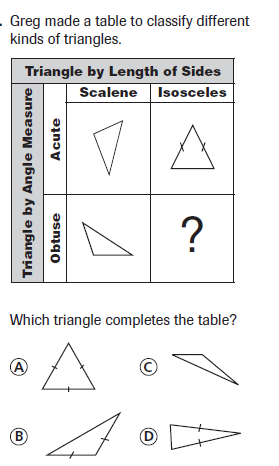 . Greg made a table to classify different
kinds of triangles.
Triangle by Length of Sides
Scalene Isosceles
Triangle by Angle Measure
Acute
Obtuse
?
Which triangle completes the table?
A
C
B
D